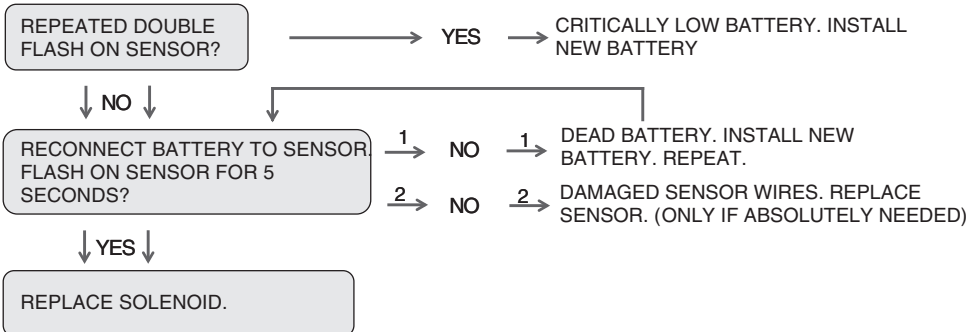 REPEATED DOUBLE
FLASH ON SENSOR?
YES
CRITICALLY LOW BATTERY. INSTALL
NEW BATTERY
NO
RECONNECT BATTERY TO SENSOR.
FLASH ON SENSOR FOR 5
SECONDS?
1
NO
1
DEAD BATTERY. INSTALL NEW
BATTERY. REPEAT.
2
NO
2
DAMAGED SENSOR WIRES. REPLACE
SENSOR. (ONLY IF ABSOLUTELY NEEDED)
YES
REPLACE SOLENOID.